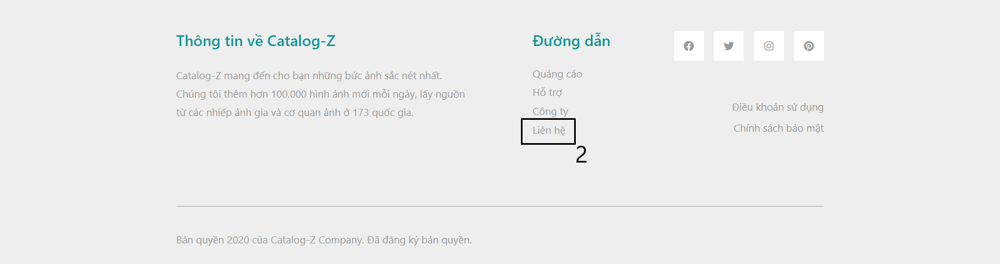 Thông tin về Catalog-Z
Catalog-Z mang đến cho bạn những bức ảnh sắc nét nhất.
Chúng tôi thêm hơn 100.000 hình ảnh mới mỗi ngày, lấy nguồn
từ các nhiếp ảnh gia và cơ quan ảnh ở 173 quốc gia.
Đường dẫn
Quảng cáo
Hỗ trợ
Công ty
Liên hệ
2
Điều khoản sử dụng
Chính sách bảo mật
Bản quyền 2020 của Catalog-Z Company. Đã đăng ký bản quyền.